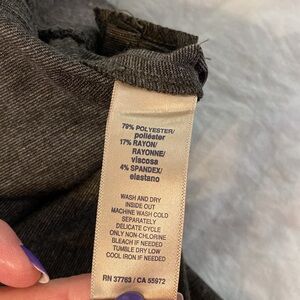 79% POLYESTER/
poliéster
17% RAYON/
RAYONNE/
viscosa
4% SPANDEX/
elastano
WASH AND DRY
INSIDE OUT
MACHINE WASH COLD
SEPARATELY
DELICATE CYCLE
ONLY NON-CHLORINE
BLEACH IF NEEDED
TUMBLE DRY LOW
COOL IRON IF NEEDED
RN 37763 / CA 55972